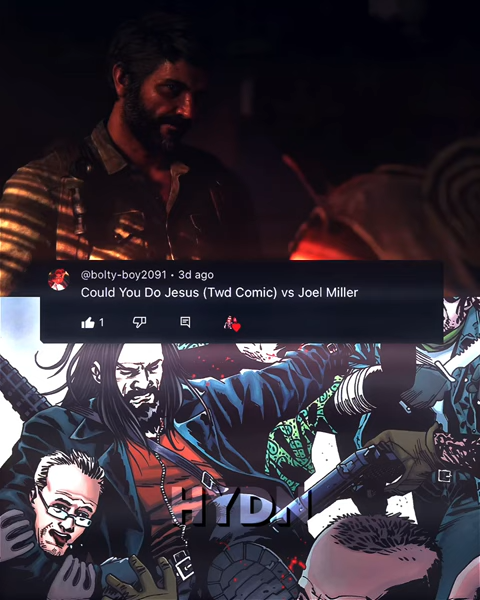 @bolty-boy2091 • 3d ago
Could You Do Jesus (Twd Comic) vs Joel Miller
1
HYDN